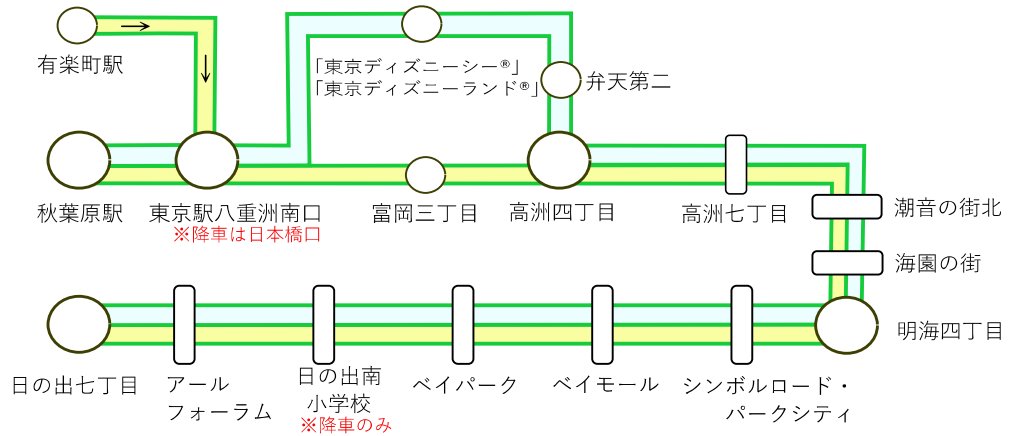 有楽町駅
「東京ディズニーシー®」
「東京ディズニーランド®」
弁天第二
秋葉原駅
東京駅八重洲南口
※降車は日本橋口
富岡三丁目
高洲四丁目
高洲七丁目
潮音の街北
海園の街
明海四丁目
日の出七丁目
アール
フォーラム
日の出南
小学校
※降車のみ
ベイパーク
ベイモール
シンボルロード・
パークシティ